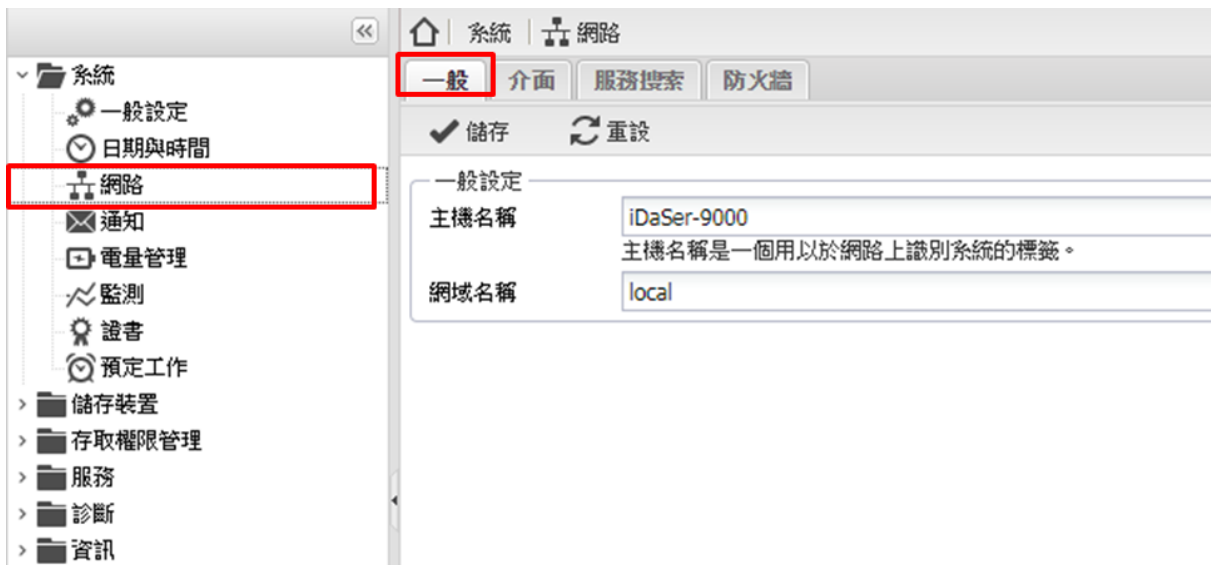 系統
一般設定
日期與時間
網路
通知
電量管理
監測
證書
預定工作
儲存裝置
存取權限管理
服務
診斷
資訊
系統 網路
一般 介面 服務搜索 防火牆
儲存 重設
一般設定
主機名稱 iDaSer-9000
主機名稱是一個用以於網路上識別系統的標籤。
網域名稱 local